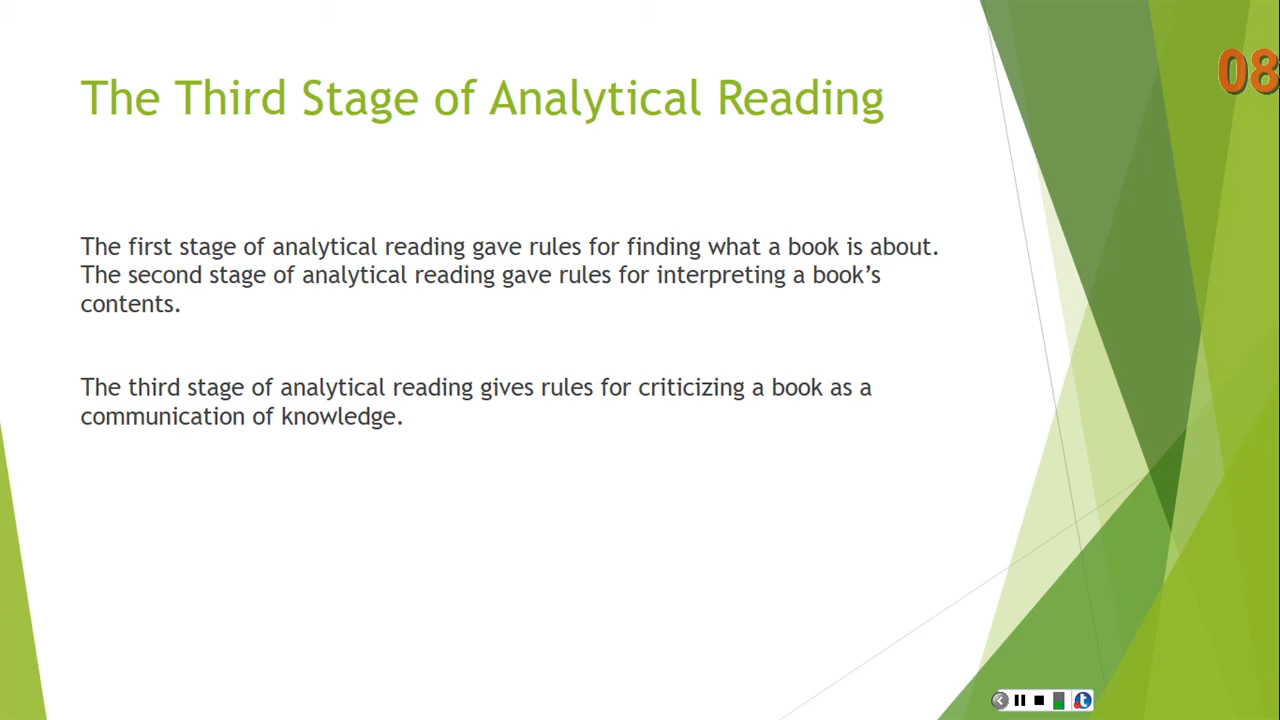 The Third Stage of Analytical Reading
08
The first stage of analytical reading gave rules for finding what a book is about.
The second stage of analytical reading gave rules for interpreting a book’s
contents.
The third stage of analytical reading gives rules for criticizing a book as a
communication of knowledge.
t